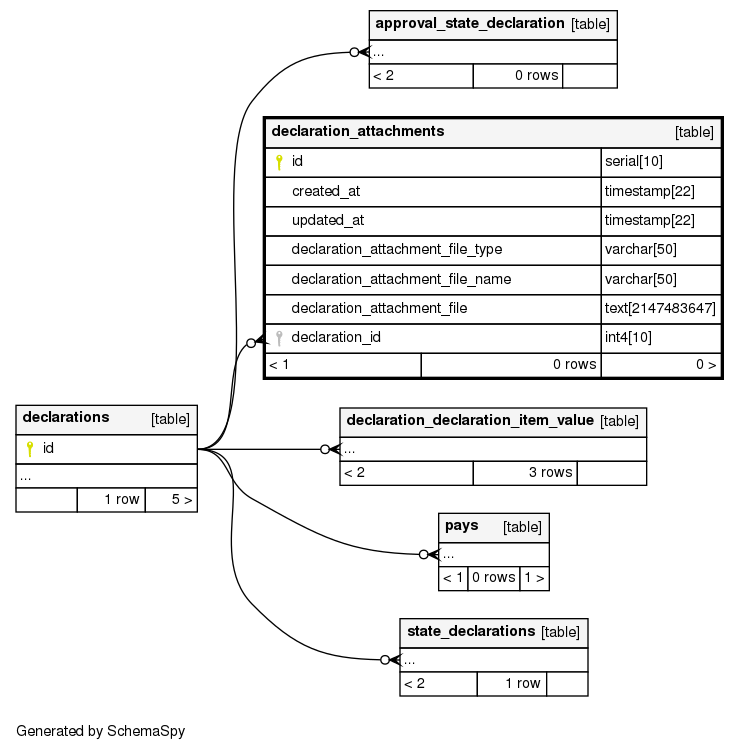 approval_state_declaration [table]
...
< 2 0 rows
declaration_attachments [table]
id serial[10]
created_at timestamp[22]
updated_at timestamp[22]
declaration_attachment_file_type varchar[50]
declaration_attachment_file_name varchar[50]
declaration_attachment_file text[2147483647]
declaration_id int4[10]
< 1 0 rows 0 >
declarations [table]
id
...
1 row 5 >
declaration_declaration_item_value [table]
...
< 2 3 rows
pays [table]
...
< 1 0 rows 1 >
state_declarations [table]
...
< 2 1 row
Generated by SchemaSpy